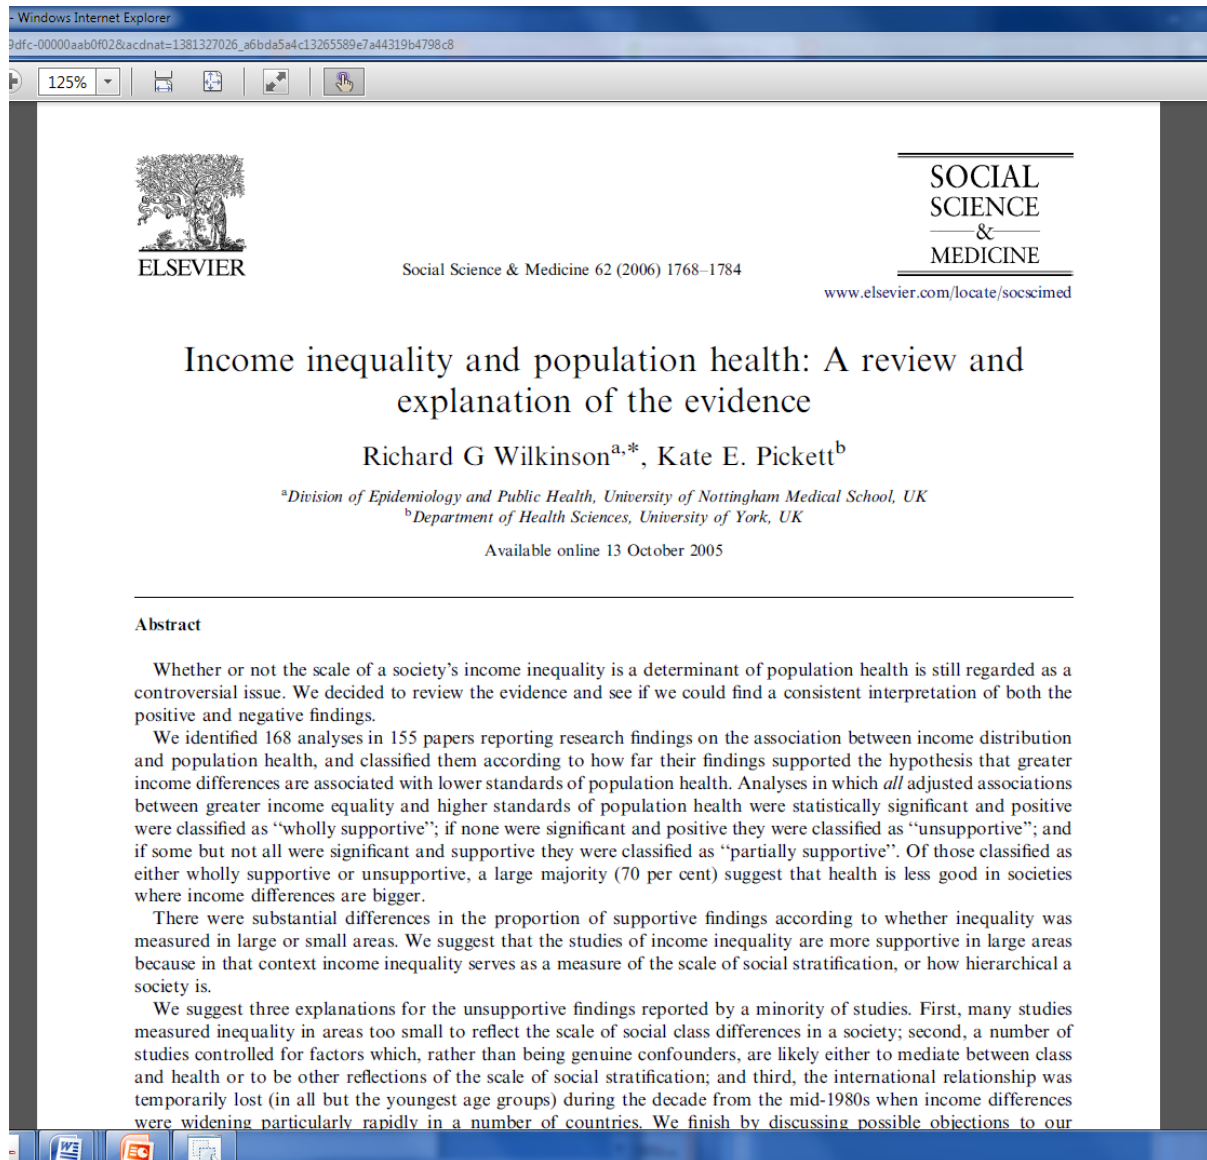 - Windows Internet Explorer
9dfc-00000aab0f02&acdnat=1381327026_a6bda5a4c13265589e7a44319b4798c8
125%
ELSEVIER
Social Science & Medicine 62 (2006) 1768–1784
SOCIAL
SCIENCE
&
MEDICINE
www.elsevier.com/locate/socscimed
Income inequality and population health: A review and
explanation of the evidence
Richard G Wilkinsona,*, Kate E. Pickettb
aDivision of Epidemiology and Public Health, University of Nottingham Medical School, UK
bDepartment of Health Sciences, University of York, UK
Available online 13 October 2005
Abstract
Whether or not the scale of a society's income inequality is a determinant of population health is still regarded as a
controversial issue. We decided to review the evidence and see if we could find a consistent interpretation of both the
positive and negative findings.
We identified 168 analyses in 155 papers reporting research findings on the association between income distribution
and population health, and classified them according to how far their findings supported the hypothesis that greater
income differences are associated with lower standards of population health. Analyses in which all adjusted associations
between greater income equality and higher standards of population health were statistically significant and positive
were classified as ‘‘wholly supportive’’; if none were significant and positive they were classified as ‘‘unsupportive’’; and
if some but not all were significant and supportive they were classified as ‘‘partially supportive’’. Of those classified as
either wholly supportive or unsupportive, a large majority (70 per cent) suggest that health is less good in societies
where income differences are bigger.
There were substantial differences in the proportion of supportive findings according to whether inequality was
measured in large or small areas. We suggest that the studies of income inequality are more supportive in large areas
because in that context income inequality serves as a measure of the scale of social stratification, or how hierarchical a
society is.
We suggest three explanations for the unsupportive findings reported by a minority of studies. First, many studies
measured inequality in areas too small to reflect the scale of social class differences in a society; second, a number of
studies controlled for factors which, rather than being genuine confounders, are likely either to mediate between class
and health or to be other reflections of the scale of social stratification; and third, the international relationship was
temporarily lost (in all but the youngest age groups) during the decade from the mid-1980s when income differences
were widening particularly rapidly in a number of countries. We finish by discussing possible objections to our